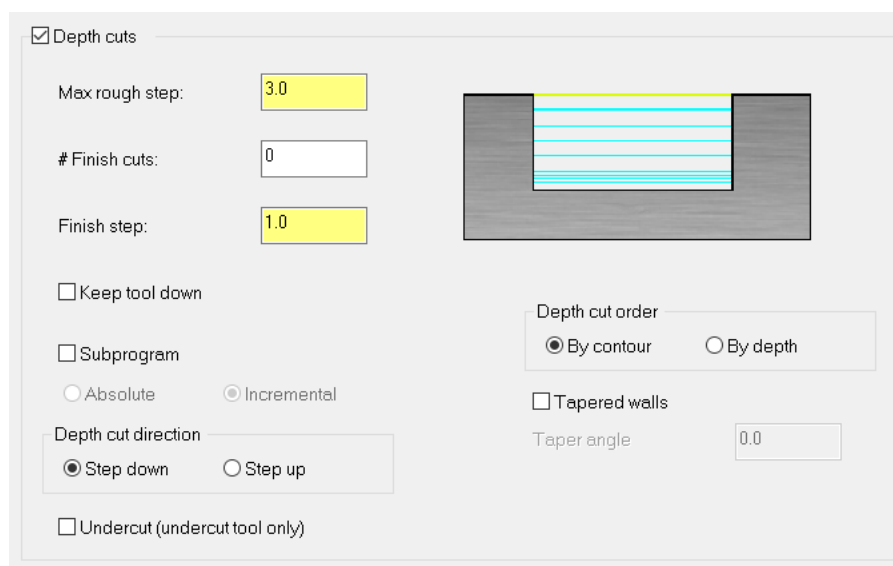 Depth cuts
Max rough step: 3.0
# Finish cuts: 0
Finish step: 1.0
Keep tool down
Subprogram
Absolute Incremental
Depth cut direction
Step down Step up
Undercut (undercut tool only)
Depth cut order
By contour By depth
Tapered walls
Taper angle 0.0